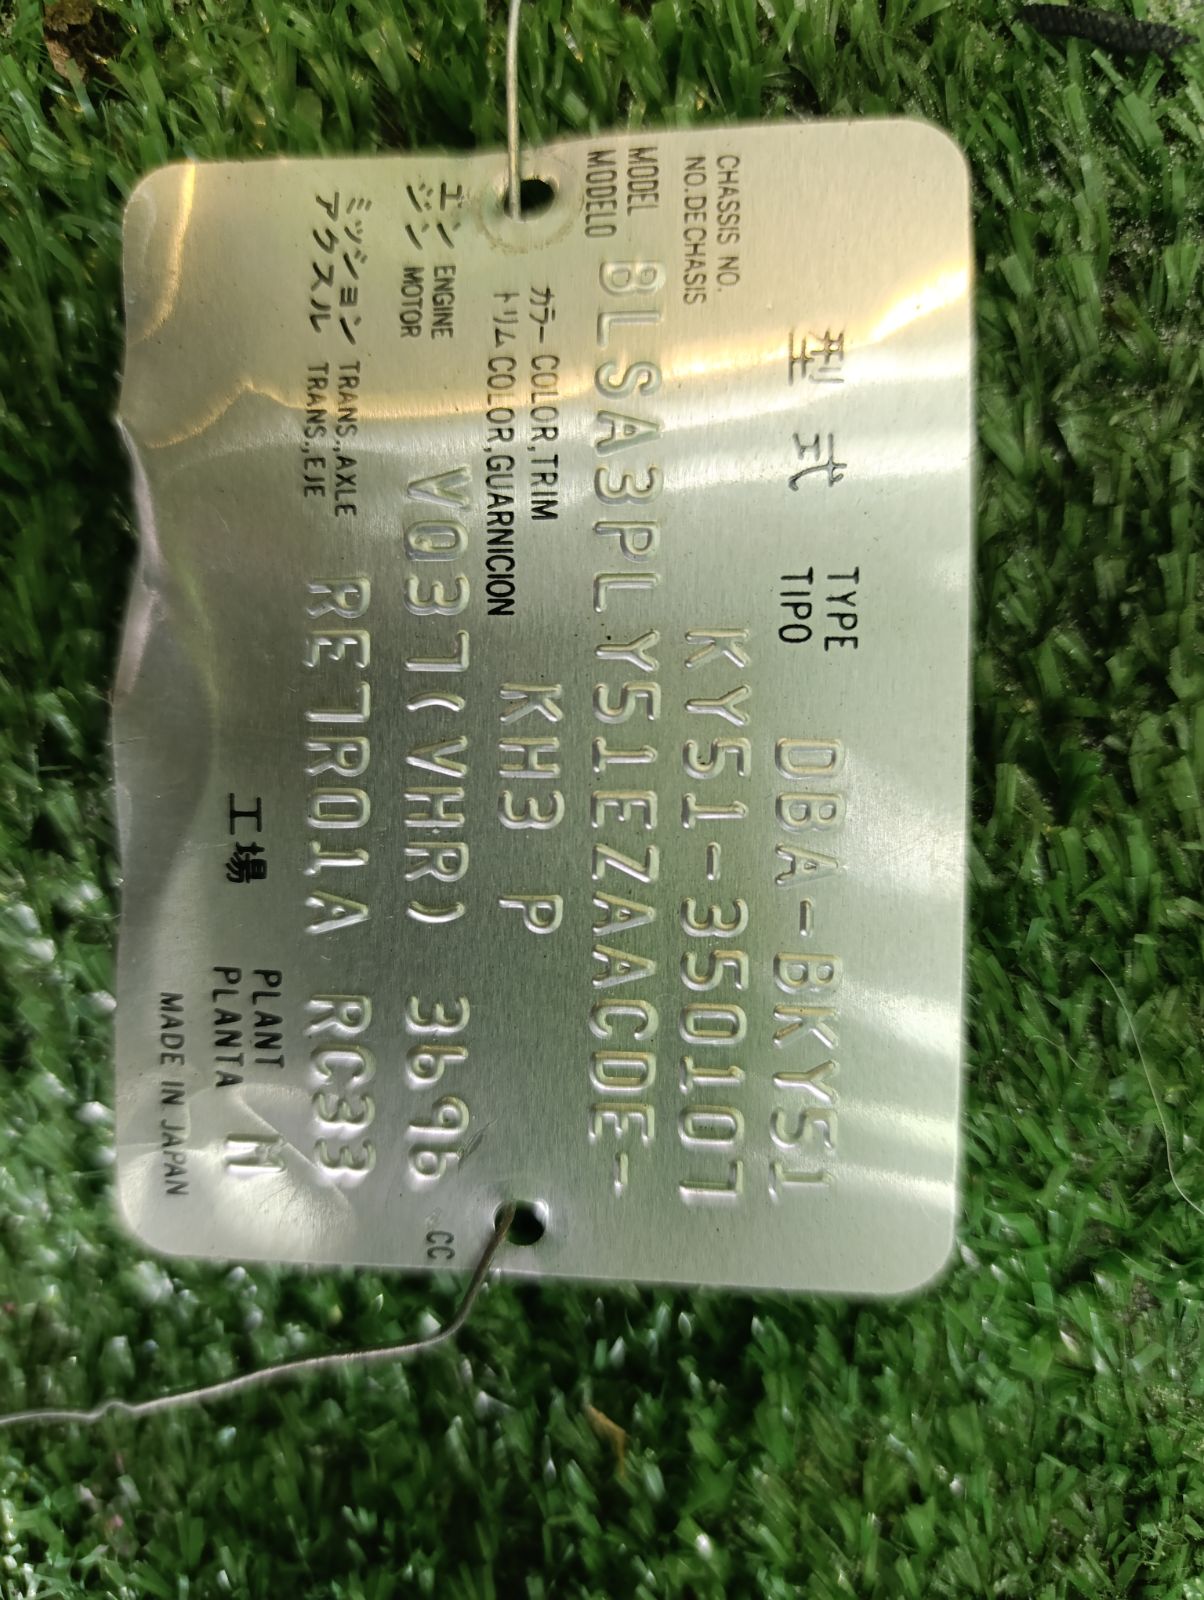 型式 TYPE DBA-BKY51
TIPO
CHASSIS NO. KY51-350107
NO.DE CHASIS
MODEL BLSA3PL Y51EZAACDE-
MODELO
カラー COLOR,TRIM KH3 P
トリム COLOR,GUARNICION
エン ENGINE VQ37(VHR) 3696 CC
ジン MOTOR
ミッション TRANS.,AXLE RE7R01A RC33
アクスル TRANS.,EJE
工場 PLANT M
PLANTA
MADE IN JAPAN